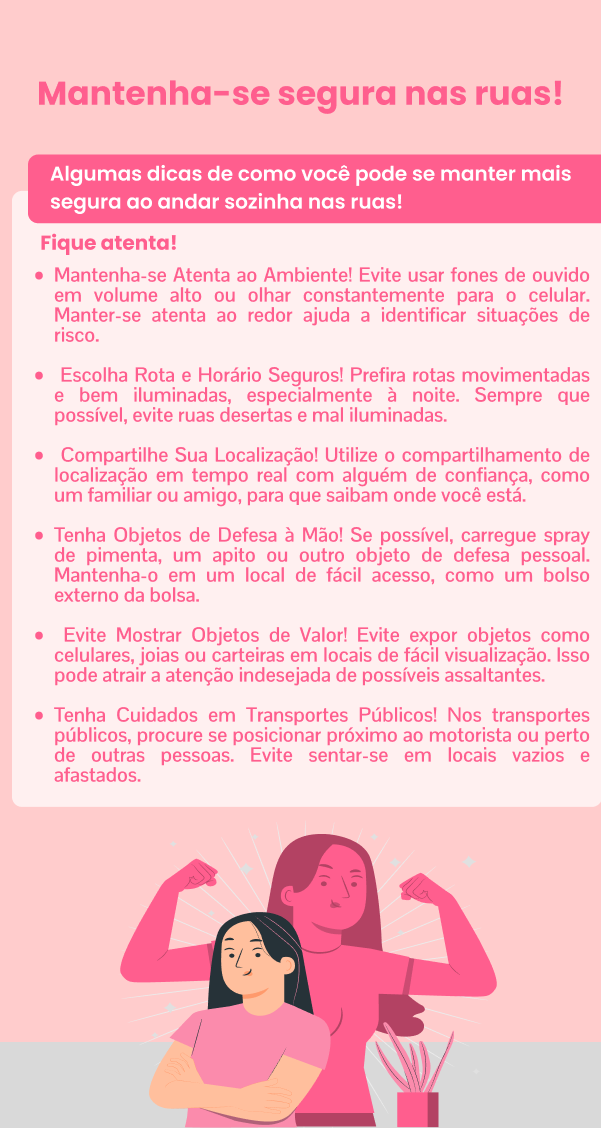 Mantenha-se segura nas ruas!
Algumas dicas de como você pode se manter mais
segura ao andar sozinha nas ruas!
Fique atenta!
• Mantenha-se Atenta ao Ambiente! Evite usar fones de ouvido
em volume alto ou olhar constantemente para o celular.
Manter-se atenta ao redor ajuda a identificar situações de
risco.
• Escolha Rota e Horário Seguros! Prefira rotas movimentadas
e bem iluminadas, especialmente à noite. Sempre que
possível, evite ruas desertas e mal iluminadas.
• Compartilhe Sua Localização! Utilize o compartilhamento de
localização em tempo real com alguém de confiança, como
um familiar ou amigo, para que saibam onde você está.
• Tenha Objetos de Defesa à Mão! Se possível, carregue spray
de pimenta, um apito ou outro objeto de defesa pessoal.
Mantenha-o em um local de fácil acesso, como um bolso
externo da bolsa.
• Evite Mostrar Objetos de Valor! Evite expor objetos como
celulares, joias ou carteiras em locais de fácil visualização. Isso
pode atrair a atenção indesejada de possíveis assaltantes.
• Tenha Cuidados em Transportes Públicos! Nos transportes
públicos, procure se posicionar próximo ao motorista ou perto
de outras pessoas. Evite sentar-se em locais vazios e
afastados.